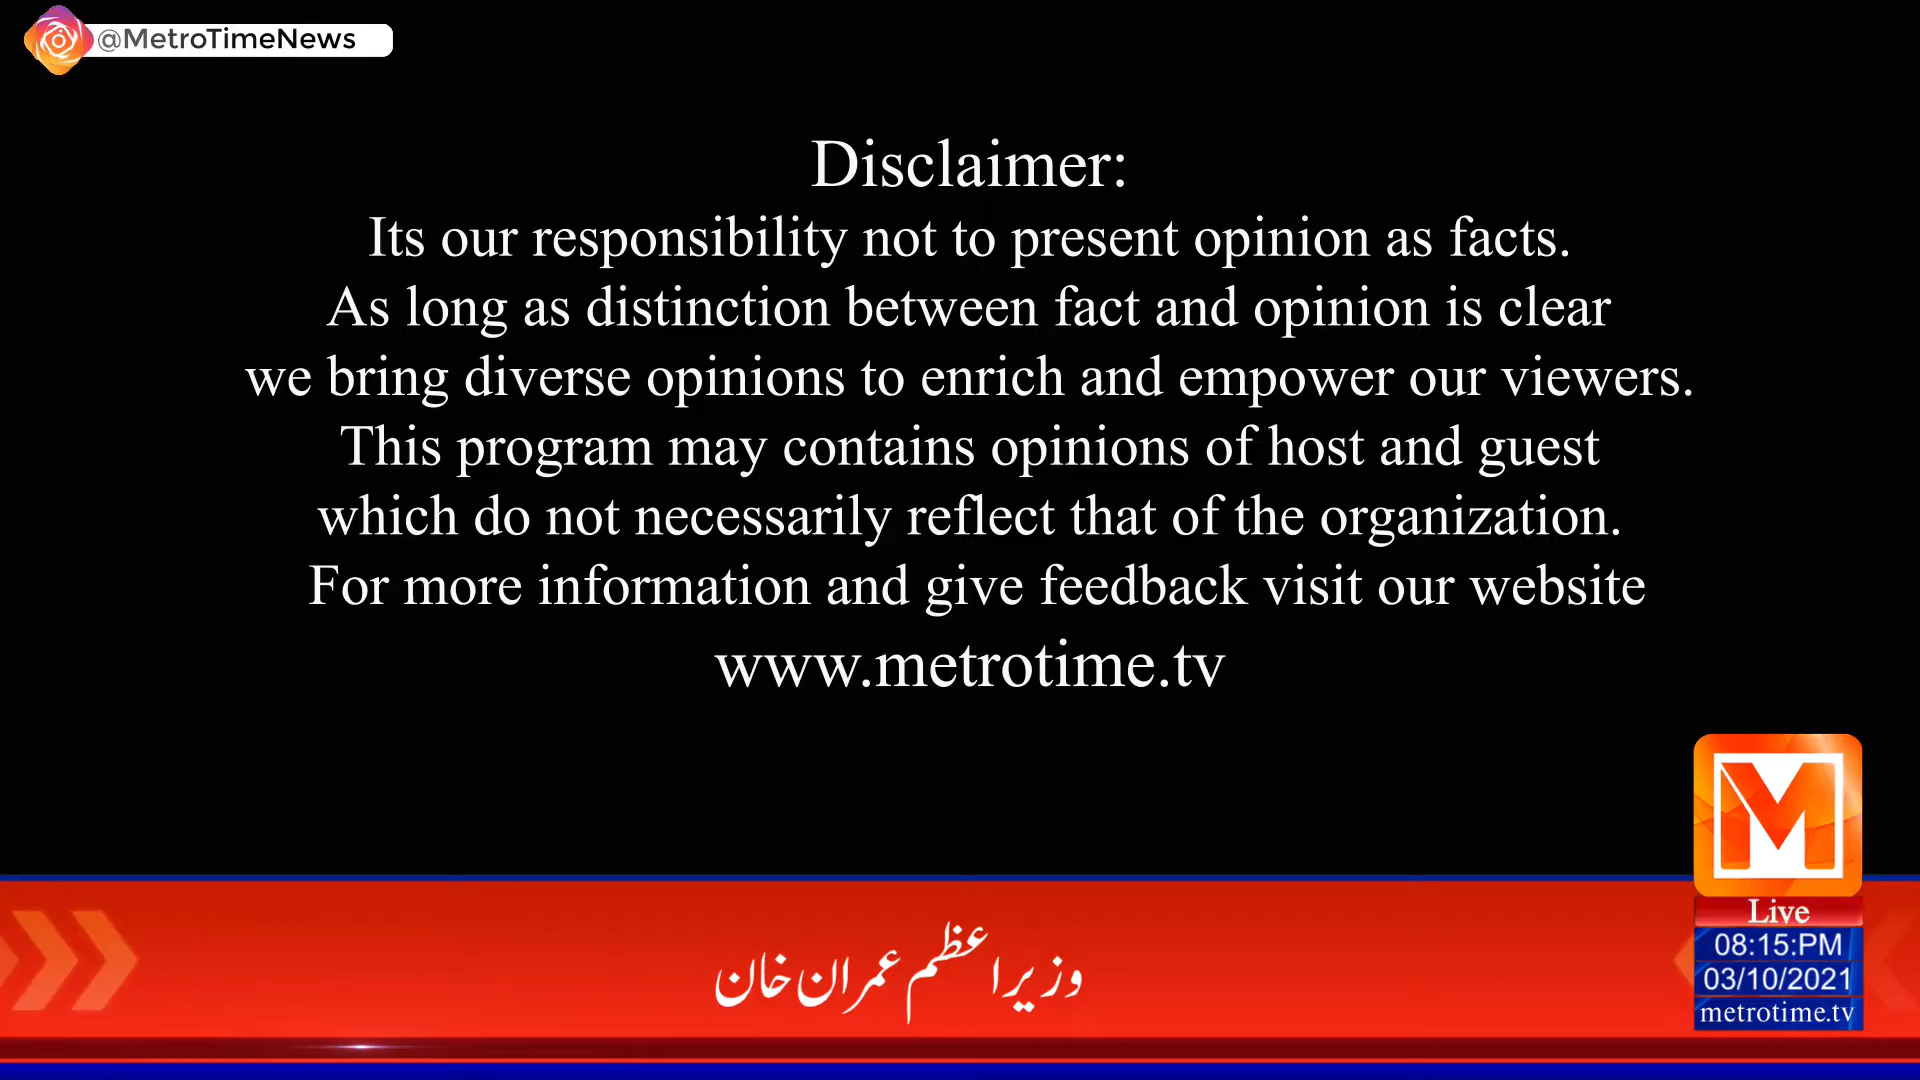 @MetroTimeNews
Disclaimer:
Its our responsibility not to present opinion as facts.
As long as distinction between fact and opinion is clear
we bring diverse opinions to enrich and empower our viewers.
This program may contains opinions of host and guest
which do not necessarily reflect that of the organization.
For more information and give feedback visit our website
www.metrotime.tv
M
Live
08:15:PM
03/10/2021
metrotime.tv
وزیراعظم عمران خان